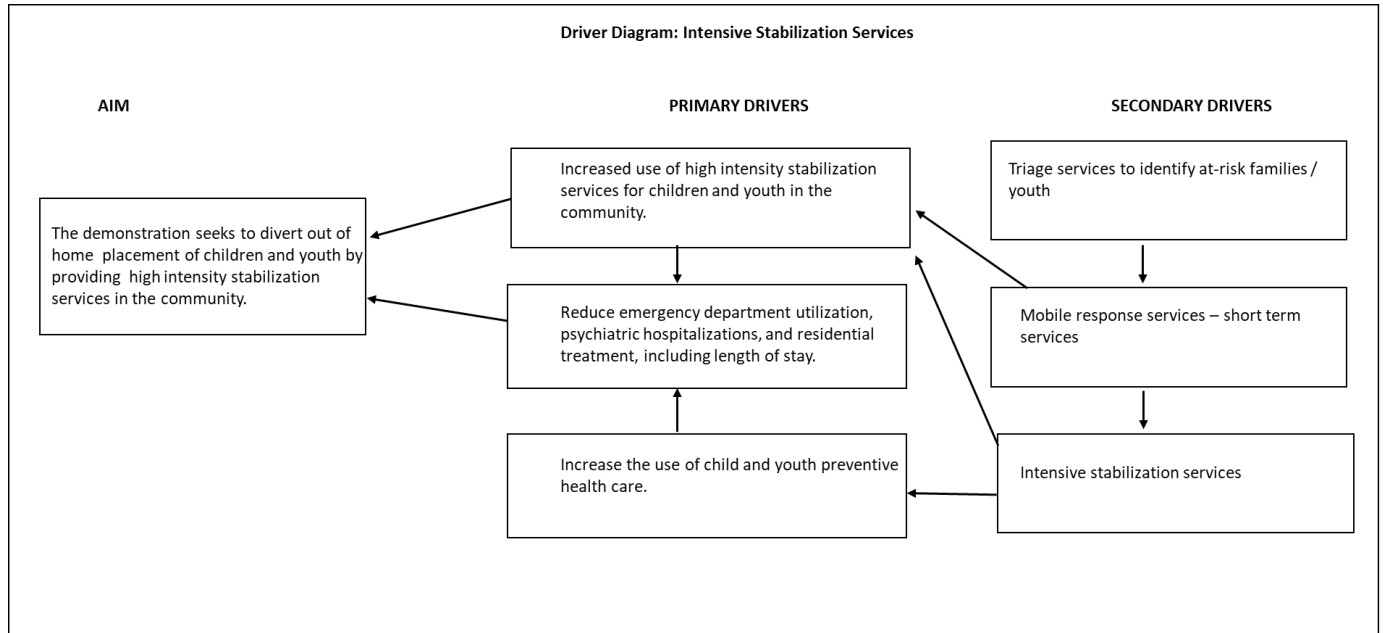 Driver Diagram: Intensive Stabilization Services
AIM
PRIMARY DRIVERS
SECONDARY DRIVERS
The demonstration seeks to divert out of
home placement of children and youth by
providing high intensity stabilization
services in the community.
Increased use of high intensity stabilization
services for children and youth in the
community.
Reduce emergency department utilization,
psychiatric hospitalizations, and residential
treatment, including length of stay.
Increase the use of child and youth preventive
health care.
Triage services to identify at-risk families /
youth
Mobile response services – short term
services
Intensive stabilization services